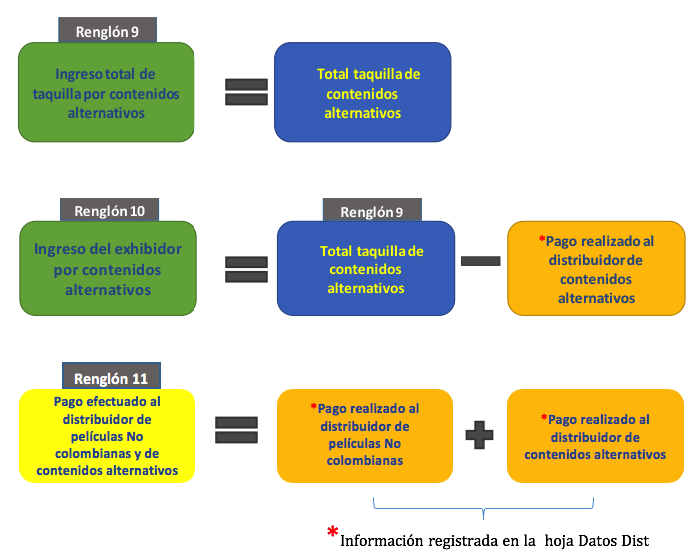 Renglón 9
Ingreso total de
taquilla por contenidos
alternativos
Total taquilla de
contenidos
alternativos
Renglón 10
Ingreso del exhibidor
por contenidos
alternativos
Renglón 9
Total taquilla de
contenidos
alternativos
*Pago realizado al
distribuidor de
contenidos
alternativos
Renglón 11
Pago efectuado al
distribuidor de
películas No
colombianas y de
contenidos alternativos
*Pago realizado al
distribuidor de
películas No
colombianas
*Pago realizado al
distribuidor de
contenidos alternativos
*Información registrada en la hoja Datos Dist